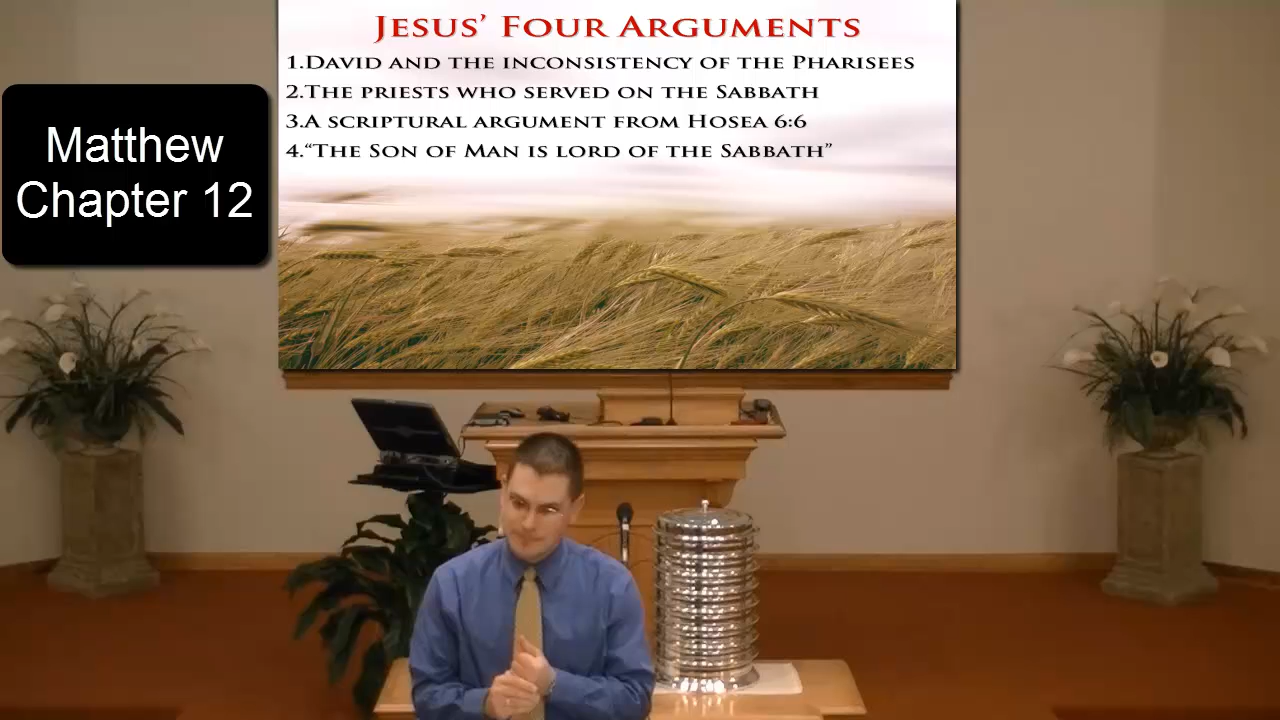 Jesus' Four Arguments
1.David and the inconsistency of the Pharisees
2.The priests who served on the Sabbath
3.A scriptural argument from Hosea 6:6
4."The Son of Man is lord of the Sabbath"
Matthew
Chapter 12